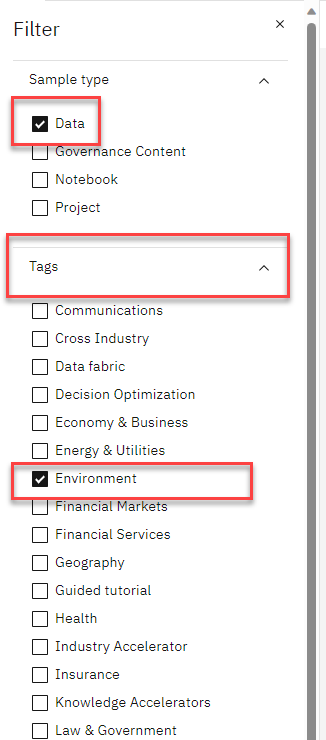 Filter
Sample type
Data
Governance Content
Notebook
Project
Tags
Communications
Cross Industry
Data fabric
Decision Optimization
Economy & Business
Energy & Utilities
Environment
Financial Markets
Financial Services
Geography
Guided tutorial
Health
Industry Accelerator
Insurance
Knowledge Accelerators
Law & Government